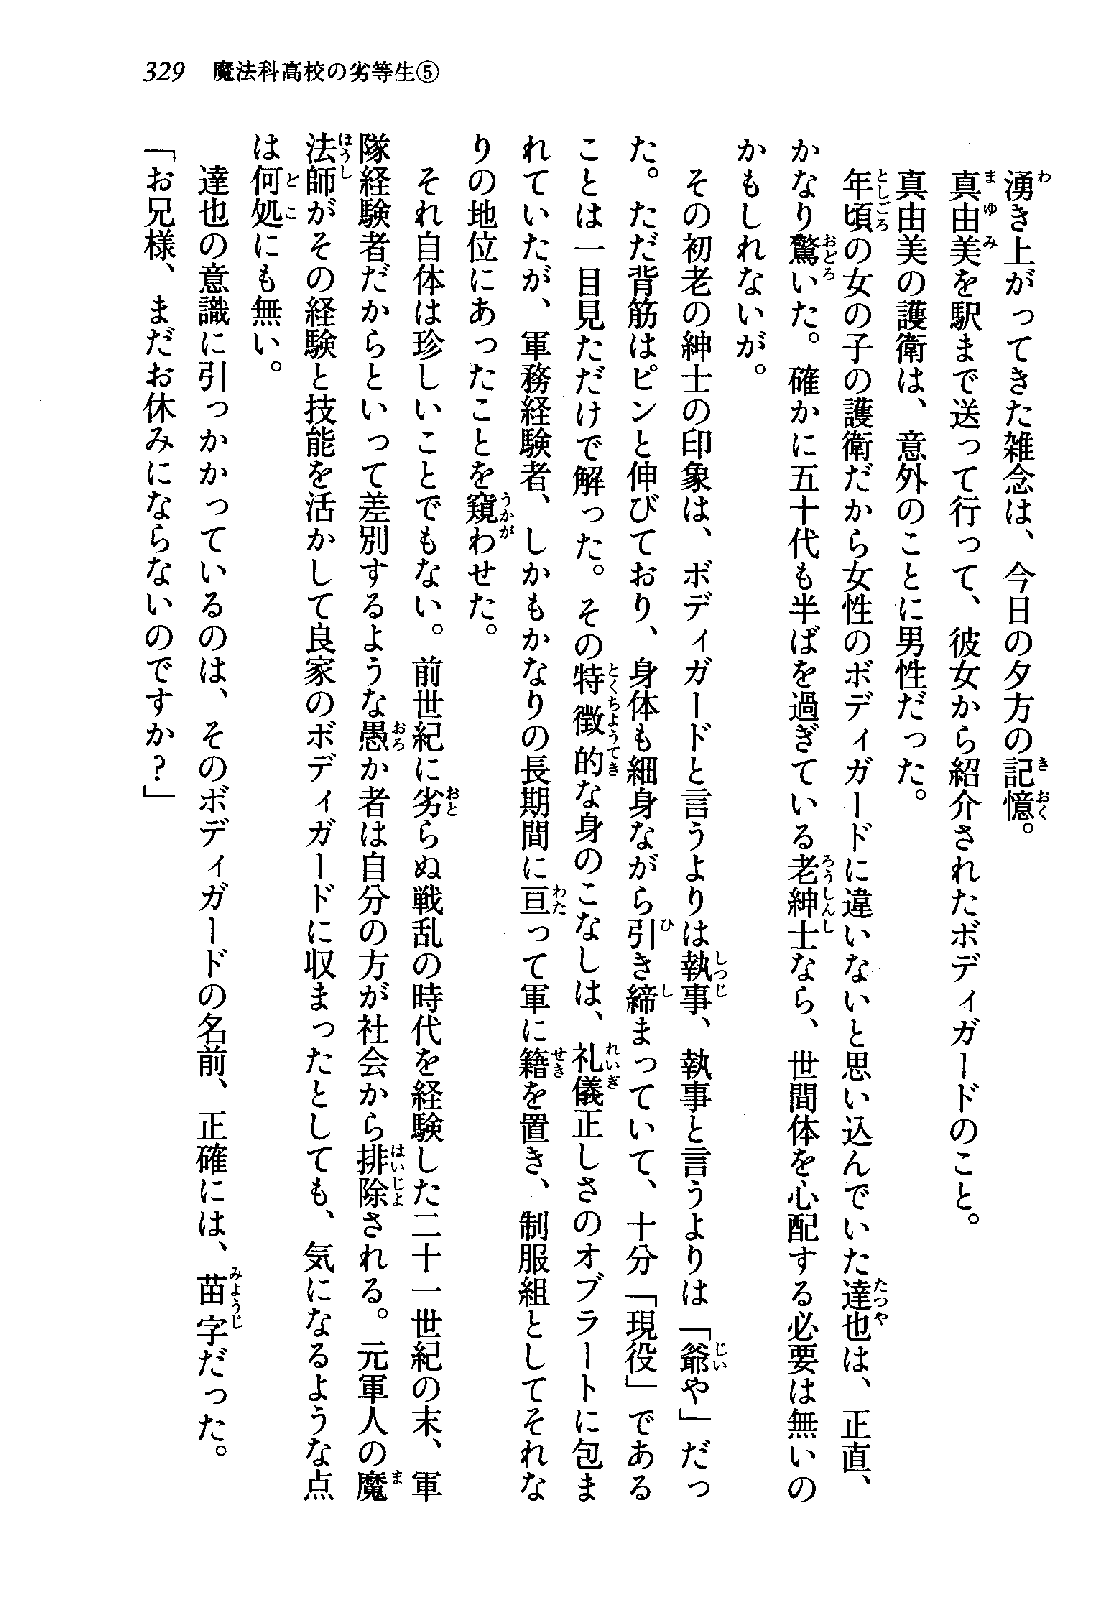 329 魔法科高校の劣等生⑤
湧き上がってきた雑念は、今日の夕方の記憶。
真由美を駅まで送って行って、彼女から紹介されたボディガードのこと。
真由美の護衛は、意外のことに男性だった。
年頃の女の子の護衛だから女性のボディガードに違いないと思い込んでいた達也は、正直、
かなり驚いた。確かに五十代も半ばを過ぎている老紳士なら、世間体を心配する必要は無いの
かもしれないが。
その初老の紳士の印象は、ボディガードと言うよりは執事、執事と言うよりは「爺や」だっ
た。ただ背筋はピンと伸びており、身体も細身ながら引き締まっていて、十分「現役」である
ことは一目見ただけで解った。その特徴的な身のこなしは、礼儀正しさのオブラートに包ま
れていたが、軍務経験者、しかもかなりの長期間に亘って軍に籍を置き、制服組としてそれな
りの地位にあったことを窺わせた。
それ自体は珍しいことでもない。前世紀に劣らぬ戦乱の時代を経験した二十一世紀の末、軍
隊経験者だからといって差別するような愚か者は自分の方が社会から排除される。元軍人の魔
法師がその経験と技能を活かして良家のボディガードに収まったとしても、気になるような点
は何処にも無い。
達也の意識に引っかかっているのは、そのボディガードの名前、正確には、苗字だった。
「お兄様、まだお休みにならないのですか?」